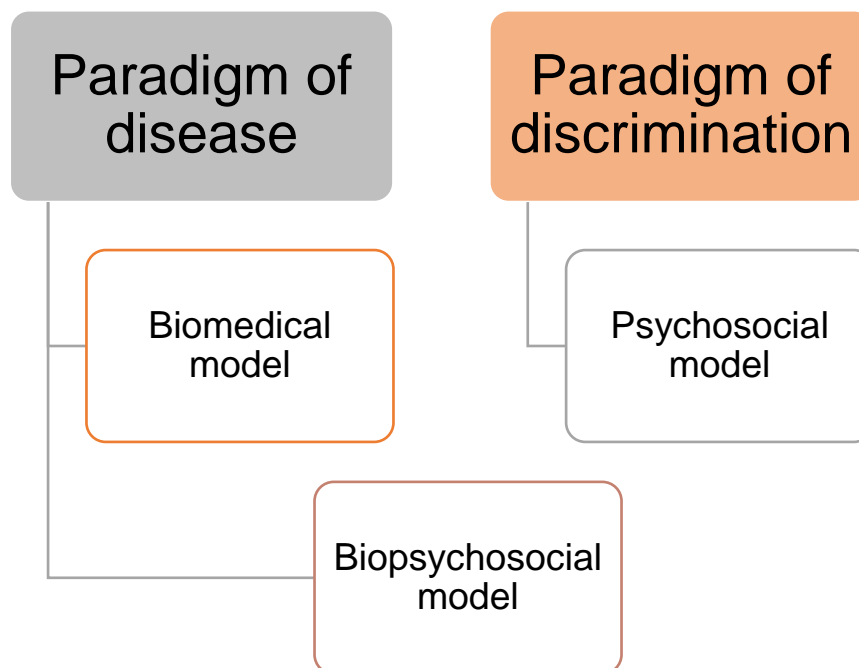 Paradigm of
disease
Paradigm of
discrimination
Biomedical
model
Psychosocial
model
Biopsychosocial
model